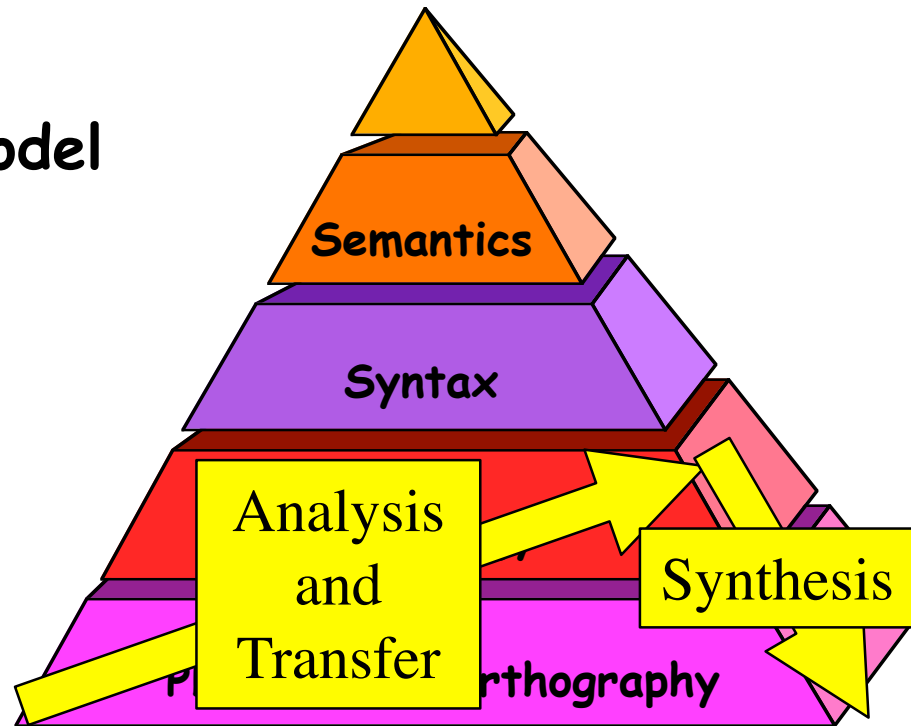 odel
Semantics
Syntax
Analysis
and
Transfer
Synthesis
P rthography